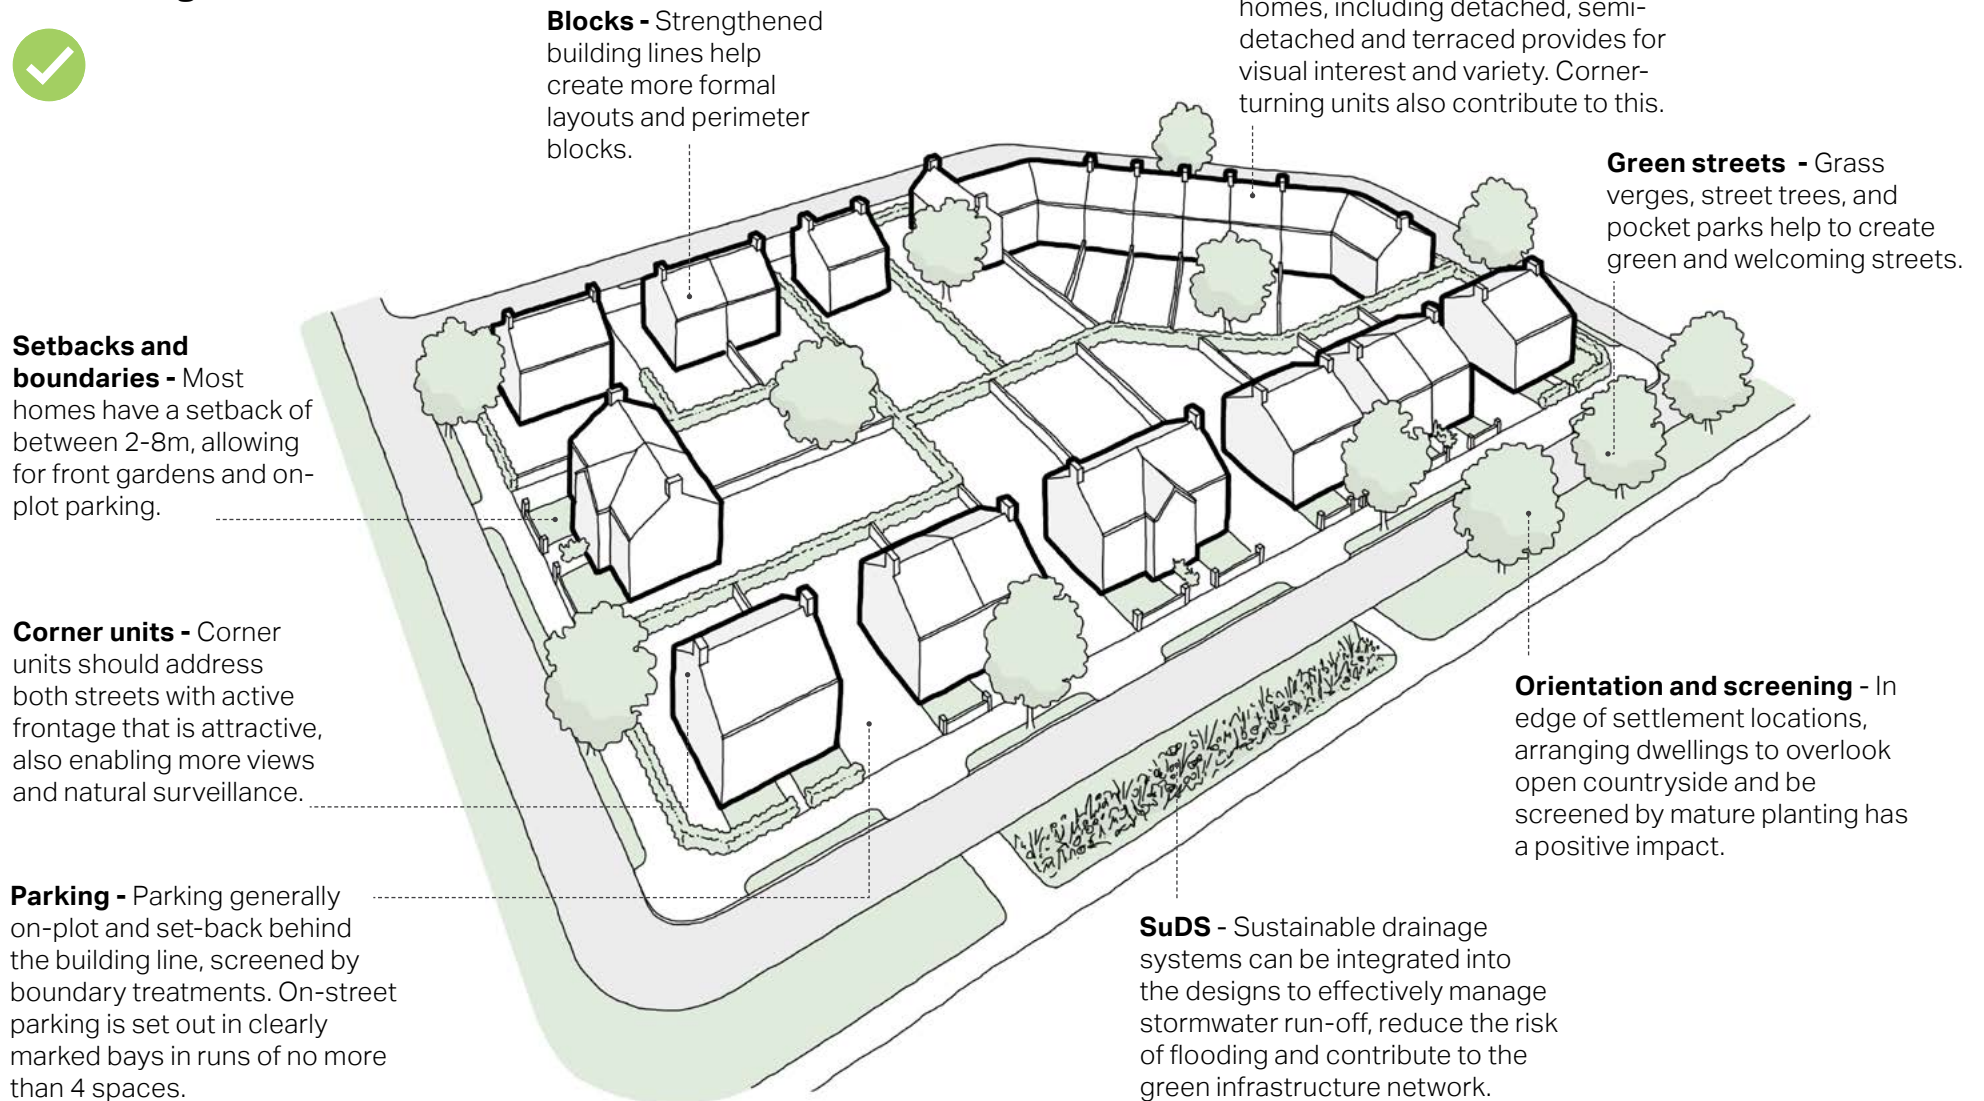 Blocks - Strengthened
building lines help
create more formal
layouts and perimeter
blocks.
homes, including detached, semi-
detached and terraced provides for
visual interest and variety. Corner-
turning units also contribute to this.
Green streets - Grass
verges, street trees, and
pocket parks help to create
green and welcoming streets.
Setbacks and
boundaries - Most
homes have a setback of
between 2-8m, allowing
for front gardens and on-
plot parking.
Corner units - Corner
units should address
both streets with active
frontage that is attractive,
also enabling more views
and natural surveillance.
Orientation and screening - In
edge of settlement locations,
arranging dwellings to overlook
open countryside and be
screened by mature planting has
a positive impact.
Parking - Parking generally
on-plot and set-back behind
the building line, screened by
boundary treatments. On-street
parking is set out in clearly
marked bays in runs of no more
than 4 spaces.
SuDS - Sustainable drainage
systems can be integrated into
the designs to effectively manage
stormwater run-off, reduce the risk
of flooding and contribute to the
green infrastructure network.